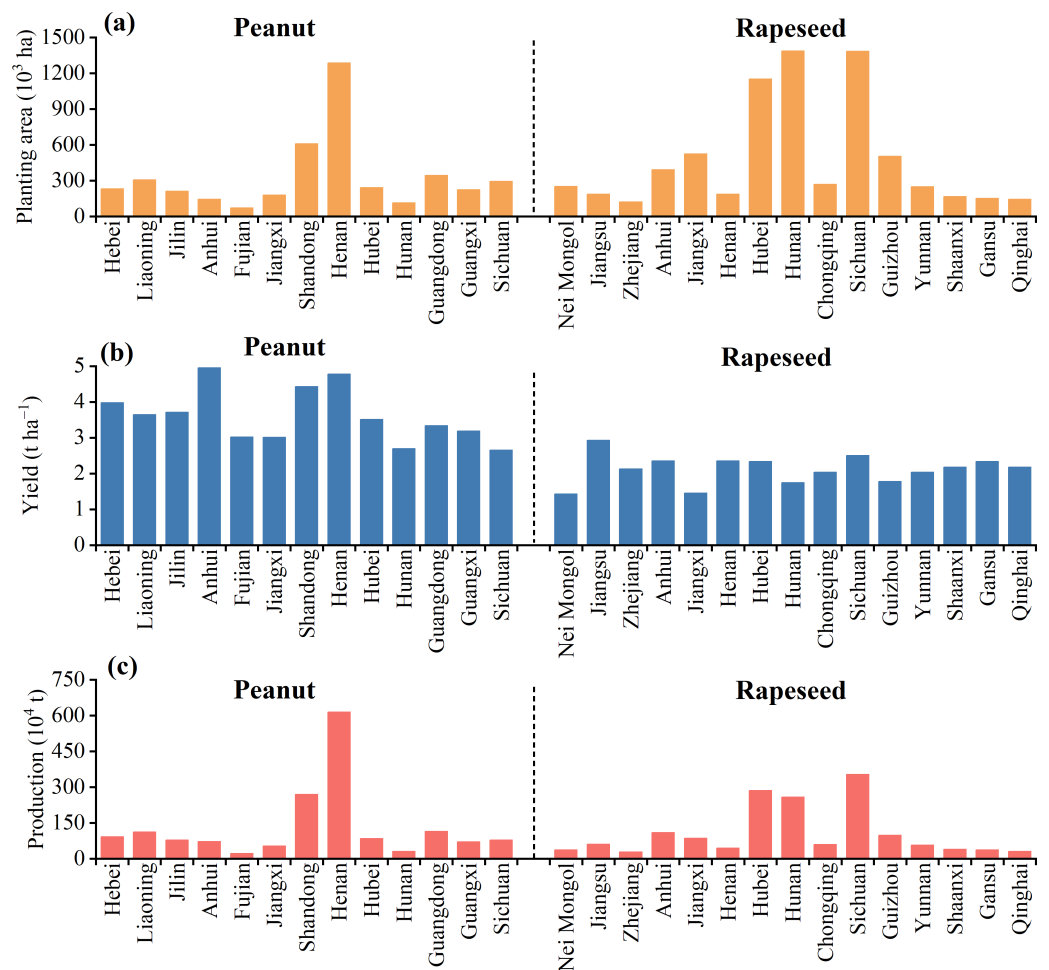 (a)
Peanut
Rapeseed
Planting area (10³ ha)
1500
1200
900
600
300
0
Hebei
Liaoning
Jilin
Anhui
Fujian
Jiangxi
Shandong
Henan
Hubei
Hunan
Guangdong
Guangxi
Sichuan
Nei Mongol
Jiangsu
Zhejiang
Anhui
Jiangxi
Henan
Hubei
Hunan
Chongqing
Sichuan
Guizhou
Yunnan
Shaanxi
Gansu
Qinghai
(b)
Peanut
Rapeseed
Yield (t ha⁻¹)
5
4
3
2
1
0
Hebei
Liaoning
Jilin
Anhui
Fujian
Jiangxi
Shandong
Henan
Hubei
Hunan
Guangdong
Guangxi
Sichuan
Nei Mongol
Jiangsu
Zhejiang
Anhui
Jiangxi
Henan
Hubei
Hunan
Chongqing
Sichuan
Guizhou
Yunnan
Shaanxi
Gansu
Qinghai
(c)
Peanut
Rapeseed
Production (10⁴ t)
750
600
450
300
150
0
Hebei
Liaoning
Jilin
Anhui
Fujian
Jiangxi
Shandong
Henan
Hubei
Hunan
Guangdong
Guangxi
Sichuan
Nei Mongol
Jiangsu
Zhejiang
Anhui
Jiangxi
Henan
Hubei
Hunan
Chongqing
Sichuan
Guizhou
Yunnan
Shaanxi
Gansu
Qinghai